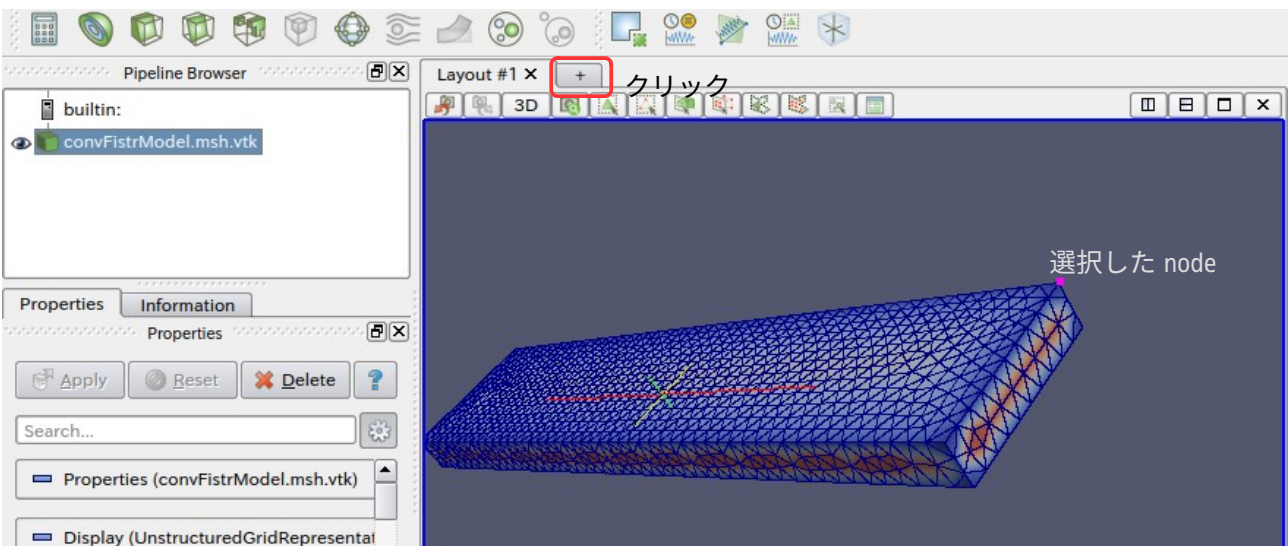 Pipeline Browser
Layout #1
+
クリック
3D
builtin:
convFistrModel.msh.vtk
選択した node
Properties
Information
Properties
Apply
Reset
Delete
?
Search...
Properties (convFistrModel.msh.vtk)
Display (UnstructuredGridRepresentat